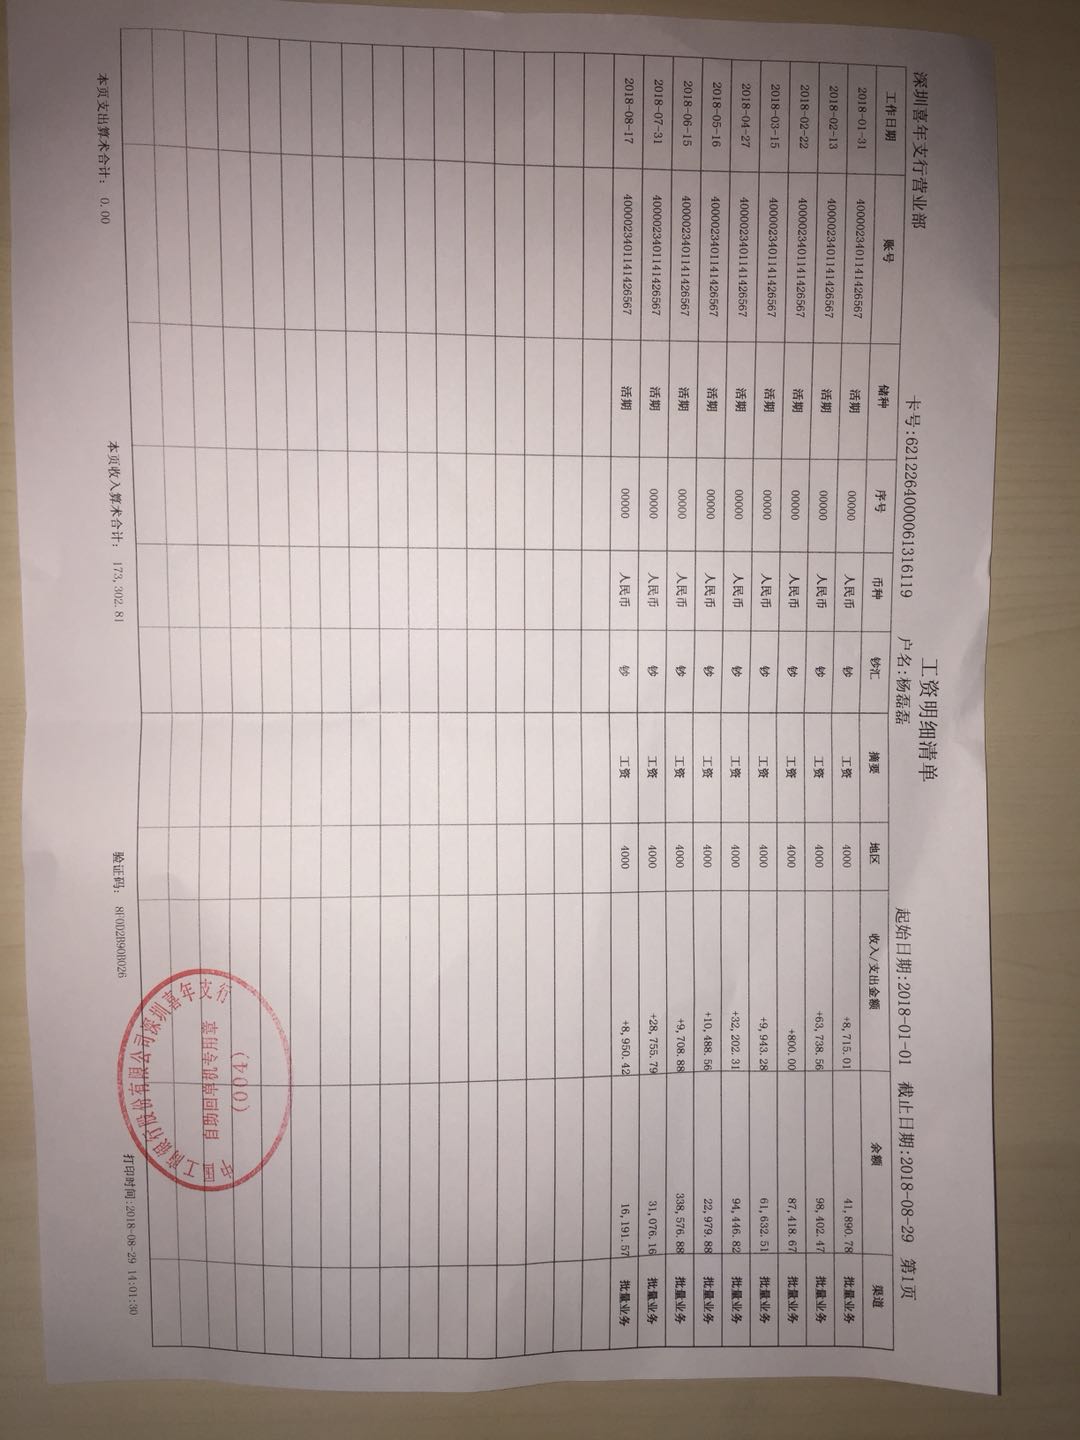 工资明细清单
深圳喜年支行营业部 卡号:6212264000061316119 户名:杨磊磊 起始日期:2018-01-01 截止日期:2018-08-29 第1页
工作日期 账号 储种 序号 币种 钞汇 摘要 地区 收入/支出金额 余额 渠道
2018-01-31 4000023401141426567 活期 00000 人民币 钞 工资 4000 +8,715.01 41,890.78 批量业务
2018-02-13 4000023401141426567 活期 00000 人民币 钞 工资 4000 +63,738.56 98,402.47 批量业务
2018-02-22 4000023401141426567 活期 00000 人民币 钞 工资 4000 +800.00 87,418.67 批量业务
2018-03-15 4000023401141426567 活期 00000 人民币 钞 工资 4000 +9,943.28 61,632.51 批量业务
2018-04-27 4000023401141426567 活期 00000 人民币 钞 工资 4000 +32,202.31 94,446.82 批量业务
2018-05-16 4000023401141426567 活期 00000 人民币 钞 工资 4000 +10,488.56 22,979.88 批量业务
2018-06-15 4000023401141426567 活期 00000 人民币 钞 工资 4000 +9,708.88 338,576.88 批量业务
2018-07-31 4000023401141426567 活期 00000 人民币 钞 工资 4000 +28,755.79 31,076.16 批量业务
2018-08-17 4000023401141426567 活期 00000 人民币 钞 工资 4000 +8,950.42 16,191.57 批量业务
中国工商银行股份有限公司深圳喜年支行
自助回单机专用章
(004)
本页支出算术合计: 0.00 本页收入算术合计: 173,302.81 验证码: 8F0D2B90B026 打印时间:2018-08-29 14:01:30